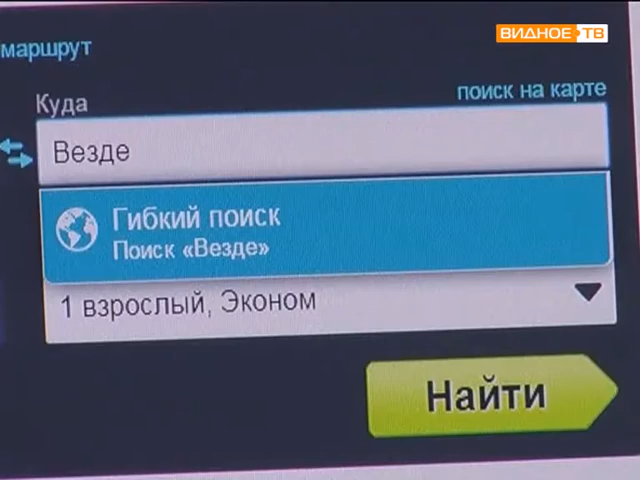 ВИДНОЕ ТВ
маршрут
поиск на карте
Куда
Везде
Гибкий поиск
Поиск «Везде»
1 взрослый, Эконом
Найти